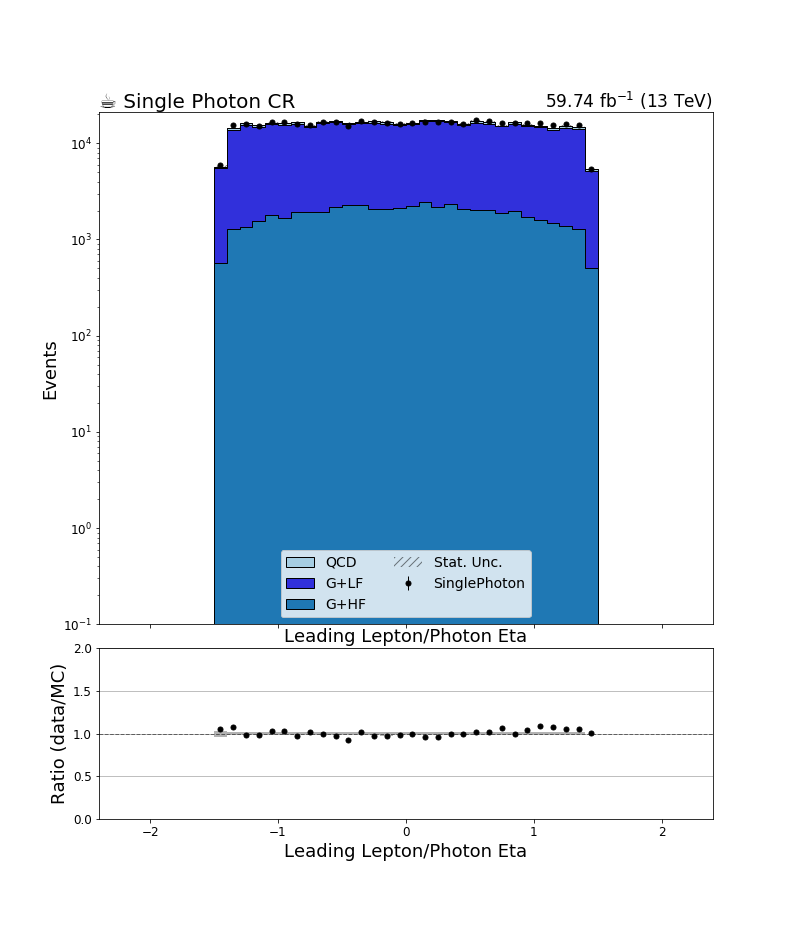 ☕ Single Photon CR
59.74 fb⁻¹ (13 TeV)
Events
10⁴
10³
10²
10¹
10⁰
10⁻¹
QCD
G+LF
G+HF
Stat. Unc.
SinglePhoton
Leading Lepton/Photon Eta
Ratio (data/MC)
2.0
1.5
1.0
0.5
0.0
−2 −1 0 1 2
Leading Lepton/Photon Eta